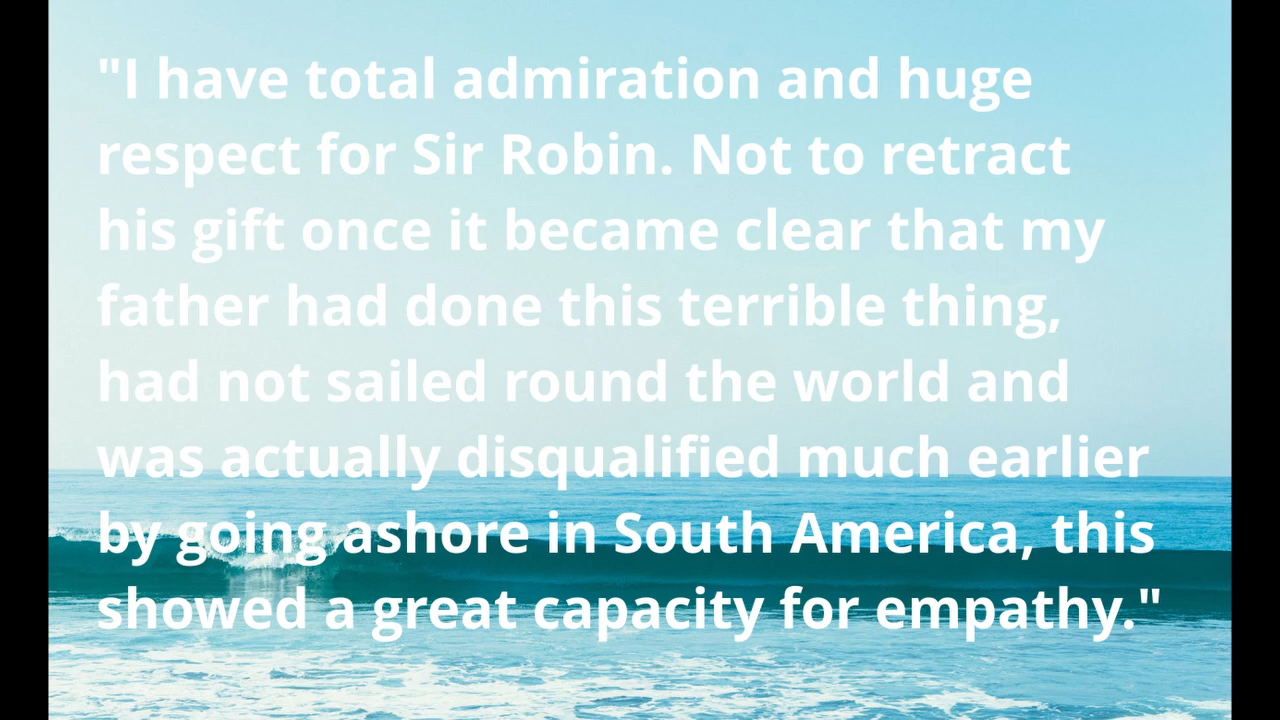 "I have total admiration and huge
respect for Sir Robin. Not to retract
his gift once it became clear that my
father had done this terrible thing,
had not sailed round the world and
was actually disqualified much earlier
by going ashore in South America, this
showed a great capacity for empathy."